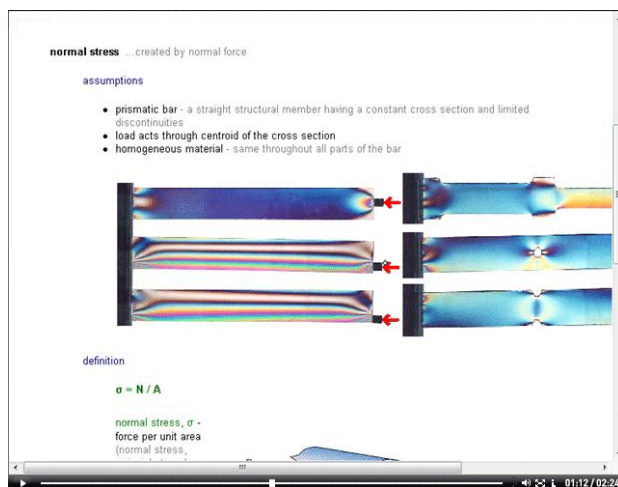 normal stress ...created by normal force
assumptions
• prismatic bar - a straight structural member having a constant cross section and limited
discontinuities
• load acts through centroid of the cross section
• homogeneous material - same throughout all parts of the bar
definition
σ = N / A
normal stress, σ -
force per unit area
(normal stress,
01:12 / 02:24